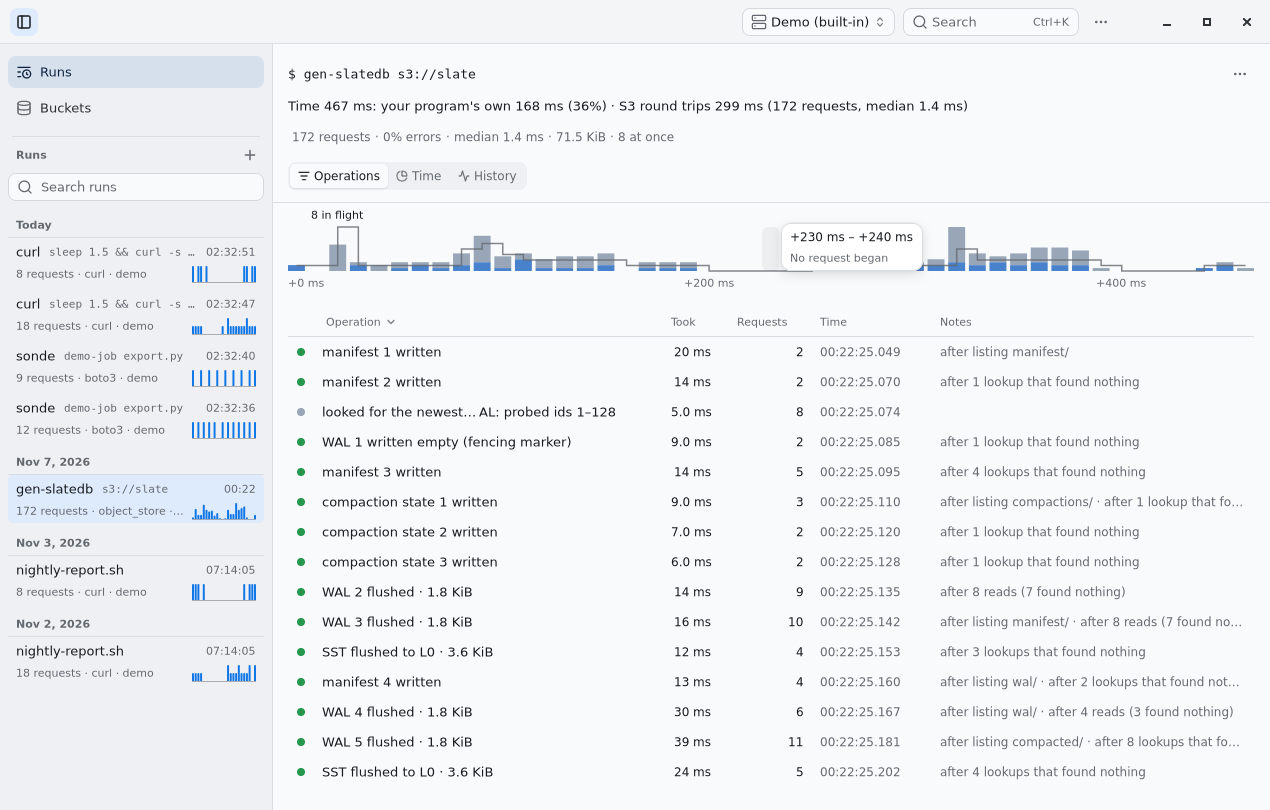 Demo (built-in)
Search Ctrl+K
Runs
Buckets
Runs
Search runs
Today
curl sleep 1.5 && curl -s … 02:32:51
8 requests · curl · demo
curl sleep 1.5 && curl -s … 02:32:47
18 requests · curl · demo
sonde demo-job export.py 02:32:40
9 requests · boto3 · demo
sonde demo-job export.py 02:32:36
12 requests · boto3 · demo
Nov 7, 2026
gen-slatedb s3://slate 00:22
172 requests · object_store ·…
Nov 3, 2026
nightly-report.sh 07:14:05
8 requests · curl · demo
Nov 2, 2026
nightly-report.sh 07:14:05
18 requests · curl · demo
$ gen-slatedb s3://slate
Time 467 ms: your program's own 168 ms (36%) · S3 round trips 299 ms (172 requests, median 1.4 ms)
172 requests · 0% errors · median 1.4 ms · 71.5 KiB · 8 at once
Operations Time History
8 in flight
+230 ms – +240 ms
No request began
+0 ms +200 ms +400 ms
Operation Took Requests Time Notes
manifest 1 written 20 ms 2 00:22:25.049 after listing manifest/
manifest 2 written 14 ms 2 00:22:25.070 after 1 lookup that found nothing
looked for the newest… AL: probed ids 1–128 5.0 ms 8 00:22:25.074
WAL 1 written empty (fencing marker) 9.0 ms 2 00:22:25.085 after 1 lookup that found nothing
manifest 3 written 14 ms 5 00:22:25.095 after 4 lookups that found nothing
compaction state 1 written 9.0 ms 3 00:22:25.110 after listing compactions/ · after 1 lookup that fo…
compaction state 2 written 7.0 ms 2 00:22:25.120 after 1 lookup that found nothing
compaction state 3 written 6.0 ms 2 00:22:25.128 after 1 lookup that found nothing
WAL 2 flushed · 1.8 KiB 14 ms 9 00:22:25.135 after 8 reads (7 found nothing)
WAL 3 flushed · 1.8 KiB 16 ms 10 00:22:25.142 after listing manifest/ · after 8 reads (7 found no…
SST flushed to L0 · 3.6 KiB 12 ms 4 00:22:25.153 after 3 lookups that found nothing
manifest 4 written 13 ms 4 00:22:25.160 after listing wal/ · after 2 lookups that found not…
WAL 4 flushed · 1.8 KiB 30 ms 6 00:22:25.167 after listing wal/ · after 4 reads (3 found nothing)
WAL 5 flushed · 1.8 KiB 39 ms 11 00:22:25.181 after listing compacted/ · after 8 lookups that fo…
SST flushed to L0 · 3.6 KiB 24 ms 5 00:22:25.202 after 4 lookups that found nothing